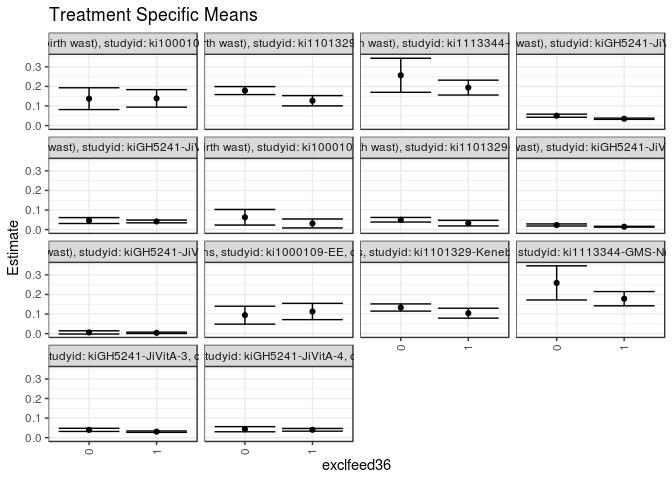 Treatment Specific Means
birth wast), studyid: ki100010
rth wast), studyid: ki1101329
wast), studyid: ki1113344-
wast), studyid: kiGH5241-JiV
0.3
0.2
0.1
0.0
wast), studyid: kiGH5241-JiV
irth wast), studyid: ki100010
th wast), studyid: ki1101329-
wast), studyid: kiGH5241-JiV
0.3
0.2
0.1
0.0
wast), studyid: kiGH5241-JiV
ns, studyid: ki1000109-EE, c
s, studyid: ki1101329-Keneb
studyid: ki1113344-GMS-N
0.3
0.2
0.1
0.0
0
1
0
1
studyid: kiGH5241-JiVitA-3, c
studyid: kiGH5241-JiVitA-4, c
0.3
0.2
0.1
0.0
0
1
0
1
Estimate
exclfeed36